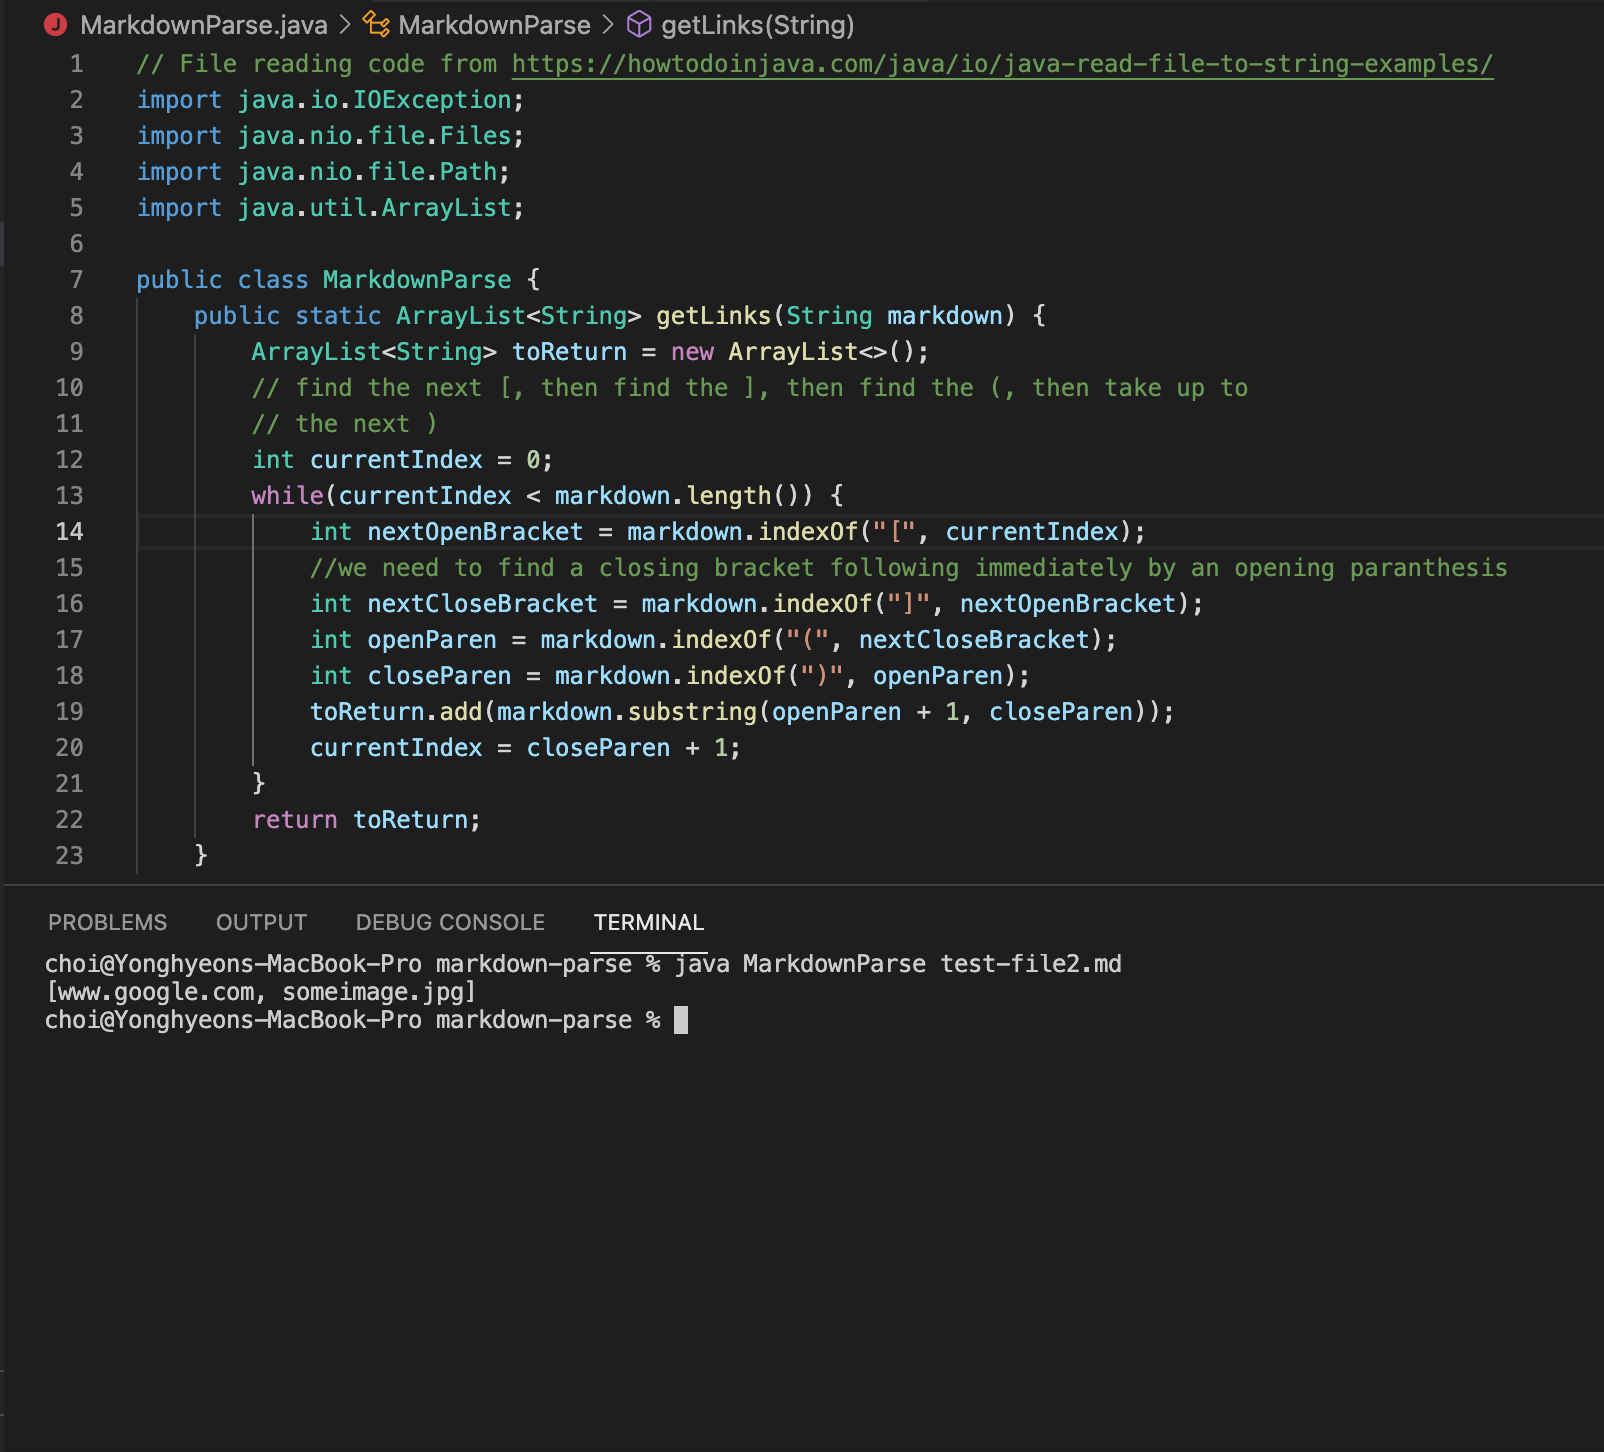 MarkdownParse.java > MarkdownParse > getLinks(String)
1 // File reading code from https://howtodoinjava.com/java/io/java-read-file-to-string-examples/
2 import java.io.IOException;
3 import java.nio.file.Files;
4 import java.nio.file.Path;
5 import java.util.ArrayList;
6
7 public class MarkdownParse {
8     public static ArrayList<String> getLinks(String markdown) {
9         ArrayList<String> toReturn = new ArrayList<>();
10         // find the next [, then find the ], then find the (, then take up to
11         // the next )
12         int currentIndex = 0;
13         while(currentIndex < markdown.length()) {
14             int nextOpenBracket = markdown.indexOf("[", currentIndex);
15             //we need to find a closing bracket following immediately by an opening paranthesis
16             int nextCloseBracket = markdown.indexOf("]", nextOpenBracket);
17             int openParen = markdown.indexOf("(", nextCloseBracket);
18             int closeParen = markdown.indexOf(")", openParen);
19             toReturn.add(markdown.substring(openParen + 1, closeParen));
20             currentIndex = closeParen + 1;
21         }
22         return toReturn;
23     }
PROBLEMS OUTPUT DEBUG CONSOLE TERMINAL
choi@Yonghyeons-MacBook-Pro markdown-parse % java MarkdownParse test-file2.md
[www.google.com, someimage.jpg]
choi@Yonghyeons-MacBook-Pro markdown-parse %